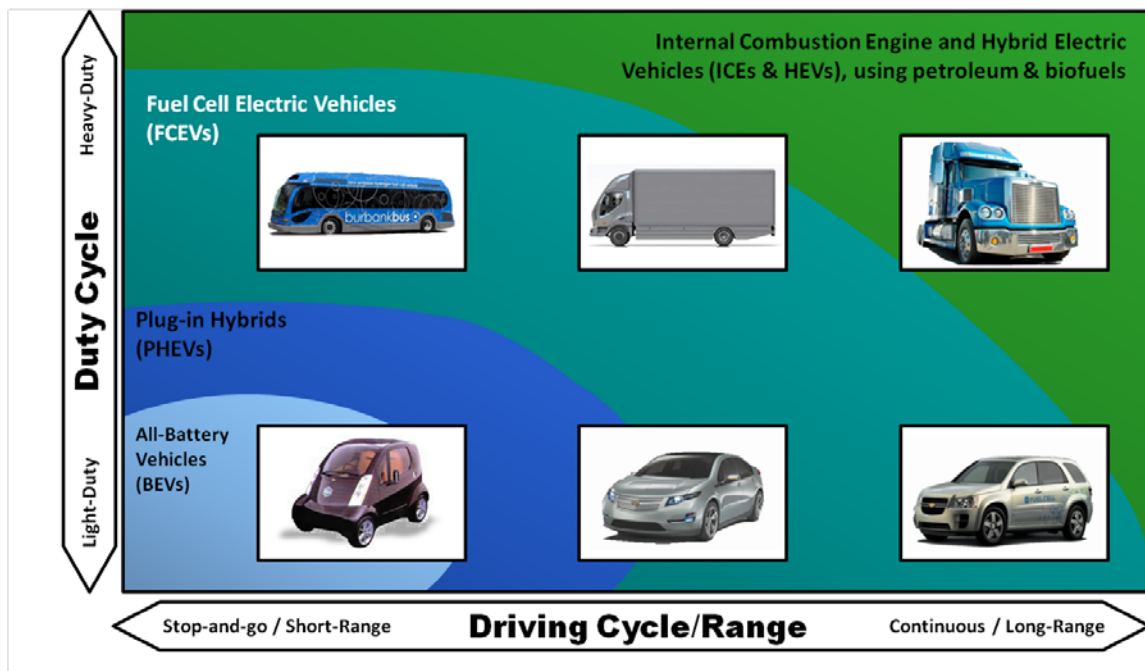 Internal Combustion Engine and Hybrid Electric
Vehicles (ICEs & HEVs), using petroleum & biofuels
Fuel Cell Electric Vehicles
(FCEVs)
burbankbus
Plug-in Hybrids
(PHEVs)
All-Battery
Vehicles
(BEVs)
Heavy-Duty
Duty Cycle
Light-Duty
Stop-and-go / Short-Range
Driving Cycle/Range
Continuous / Long-Range